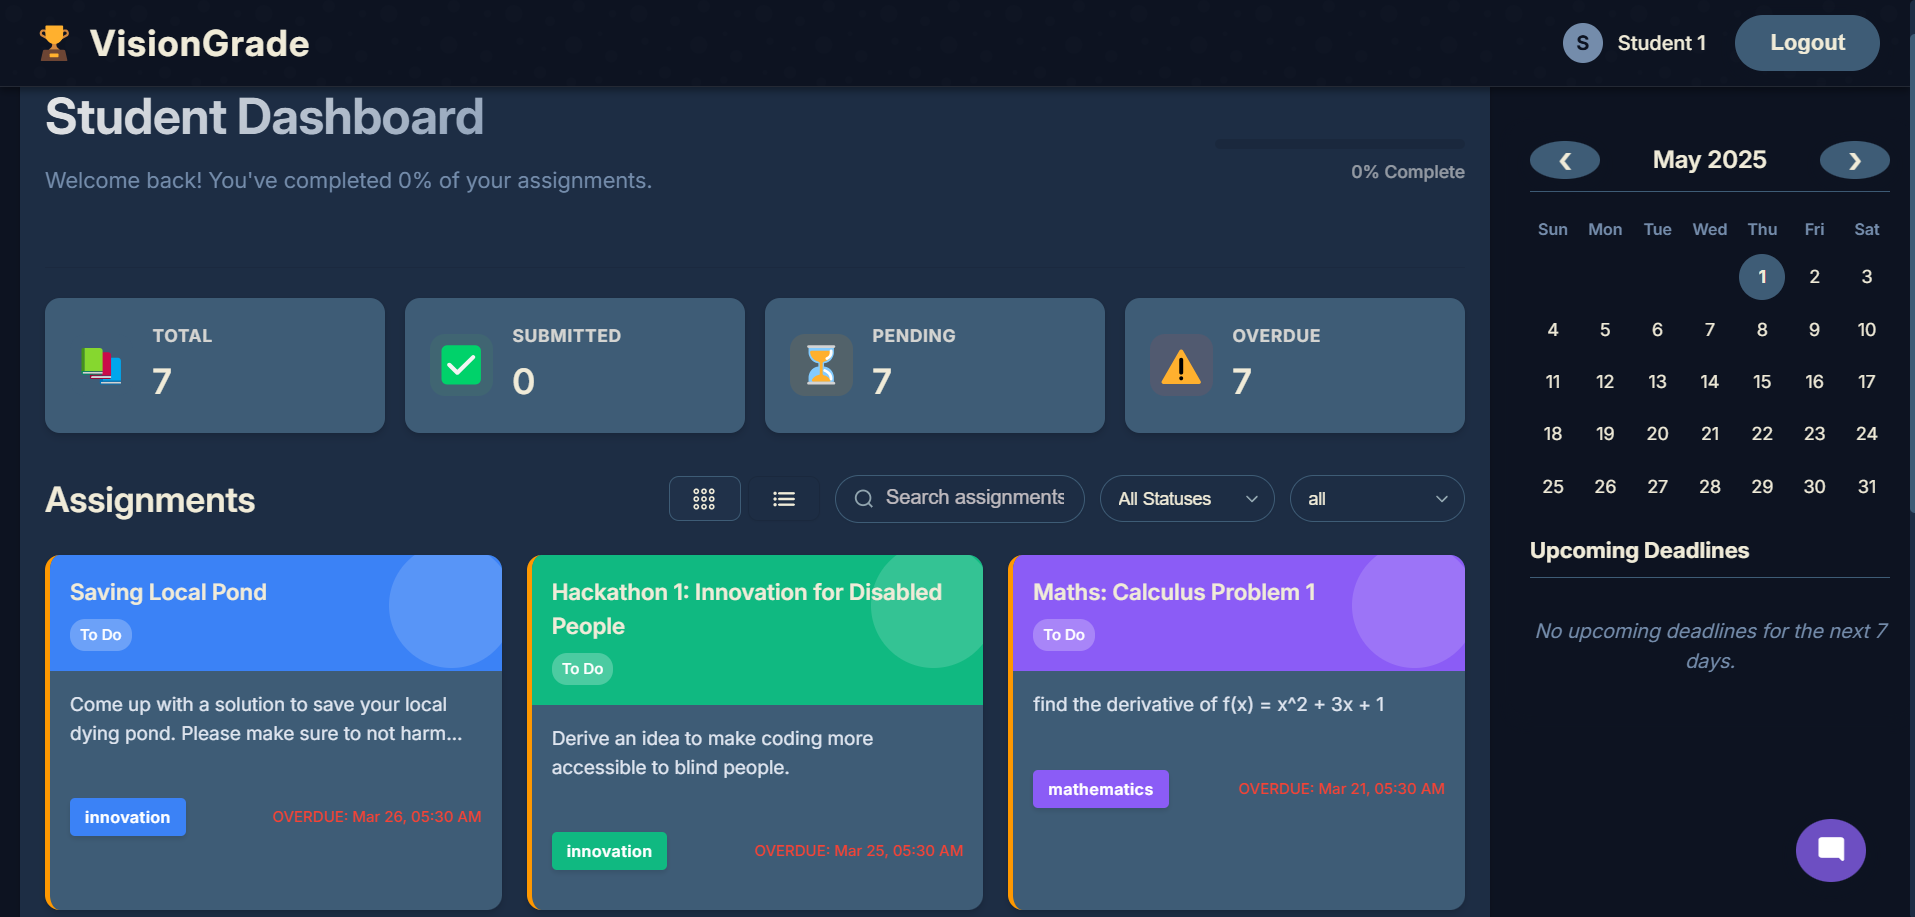 VisionGrade
S
Student 1
Logout
Student Dashboard
Welcome back! You've completed 0% of your assignments.
0% Complete
TOTAL
7
SUBMITTED
0
PENDING
7
OVERDUE
7
Assignments
Search assignments
All Statuses
all
Saving Local Pond
To Do
Come up with a solution to save your local
dying pond. Please make sure to not harm...
innovation
OVERDUE: Mar 26, 05:30 AM
Hackathon 1: Innovation for Disabled
People
To Do
Derive an idea to make coding more
accessible to blind people.
innovation
OVERDUE: Mar 25, 05:30 AM
Maths: Calculus Problem 1
To Do
find the derivative of f(x) = x^2 + 3x + 1
mathematics
OVERDUE: Mar 21, 05:30 AM
❮ May 2025 ❯
Sun Mon Tue Wed Thu Fri Sat
1 2 3
4 5 6 7 8 9 10
11 12 13 14 15 16 17
18 19 20 21 22 23 24
25 26 27 28 29 30 31
Upcoming Deadlines
No upcoming deadlines for the next 7
days.